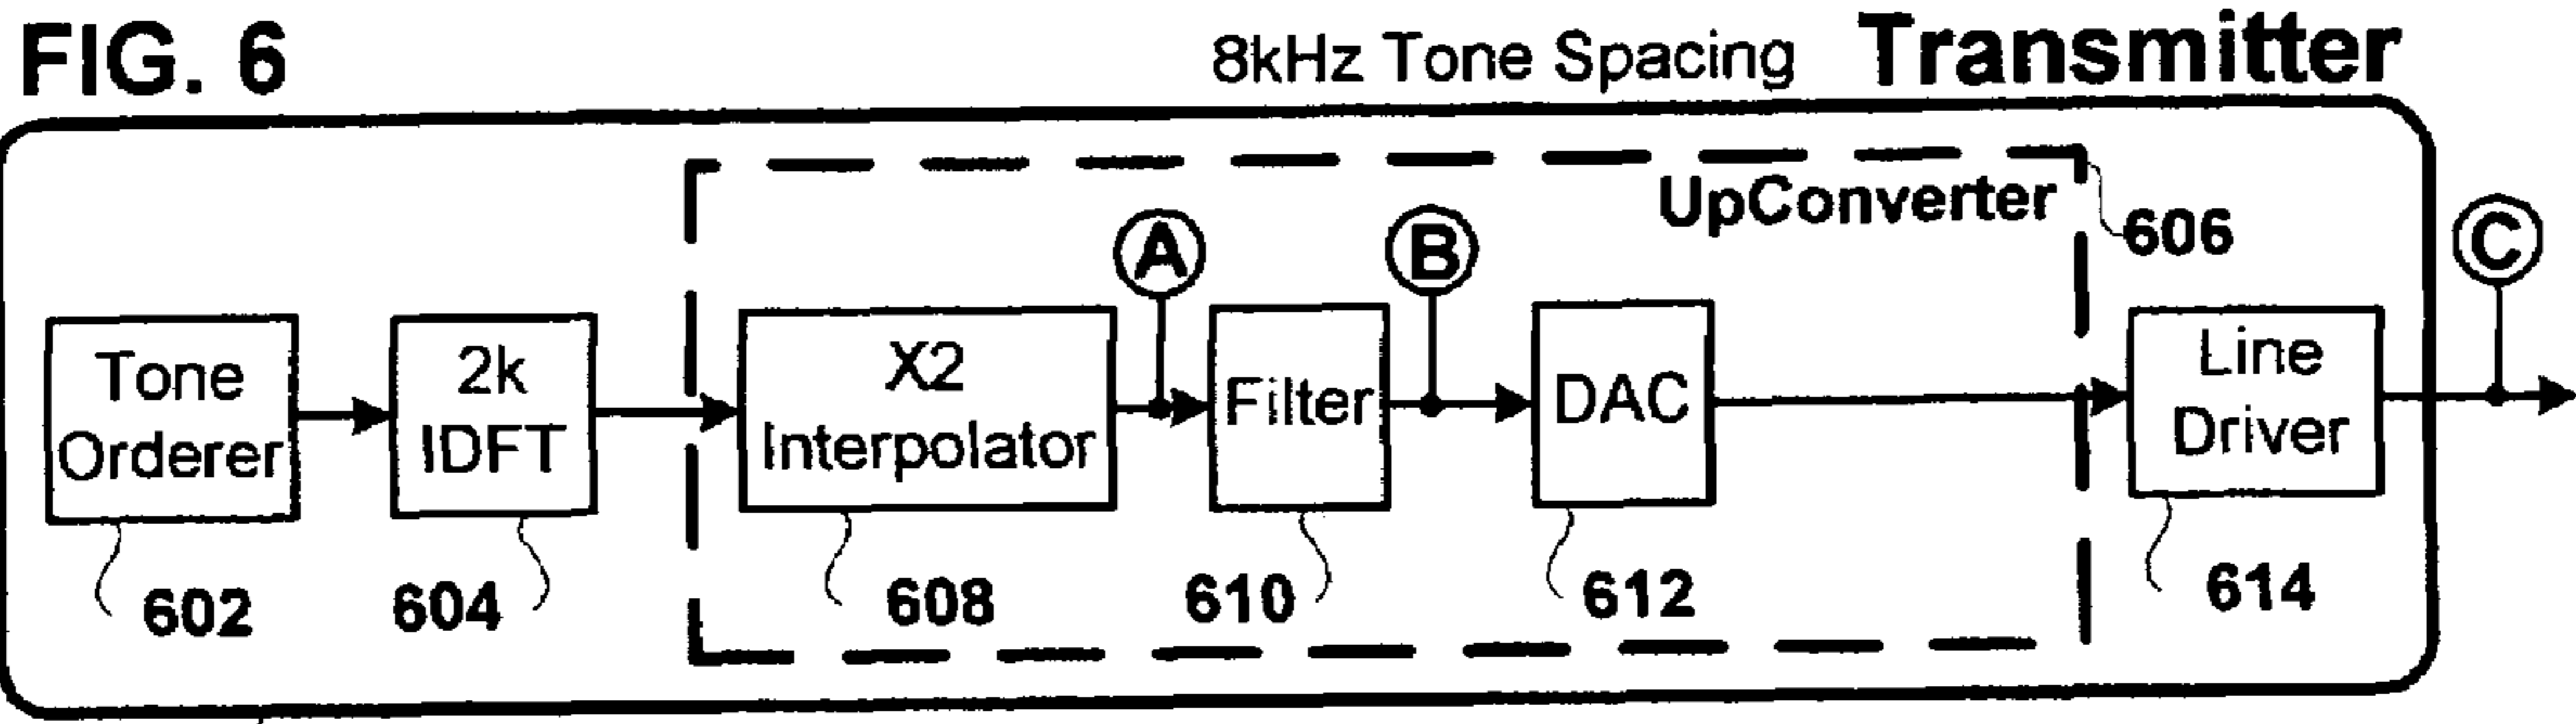 FIG. 6
8kHz Tone Spacing
Transmitter
UpConverter
606
A
B
C
Tone
Orderer
2k
IDFT
X2
Interpolator
Filter
DAC
Line
Driver
602
604
608
610
612
614